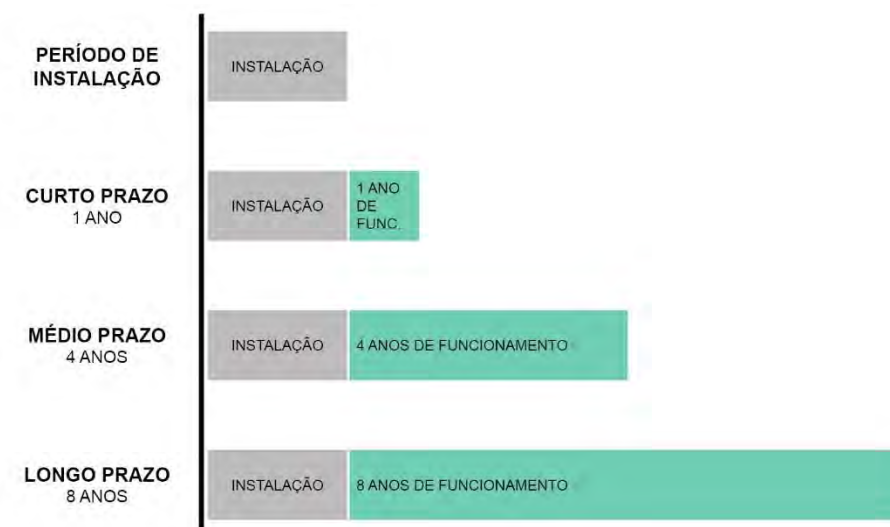 PERÍODO DE
INSTALAÇÃO
INSTALAÇÃO
CURTO PRAZO
1 ANO
INSTALAÇÃO
1 ANO
DE
FUNC.
MÉDIO PRAZO
4 ANOS
INSTALAÇÃO
4 ANOS DE FUNCIONAMENTO
LONGO PRAZO
8 ANOS
INSTALAÇÃO
8 ANOS DE FUNCIONAMENTO